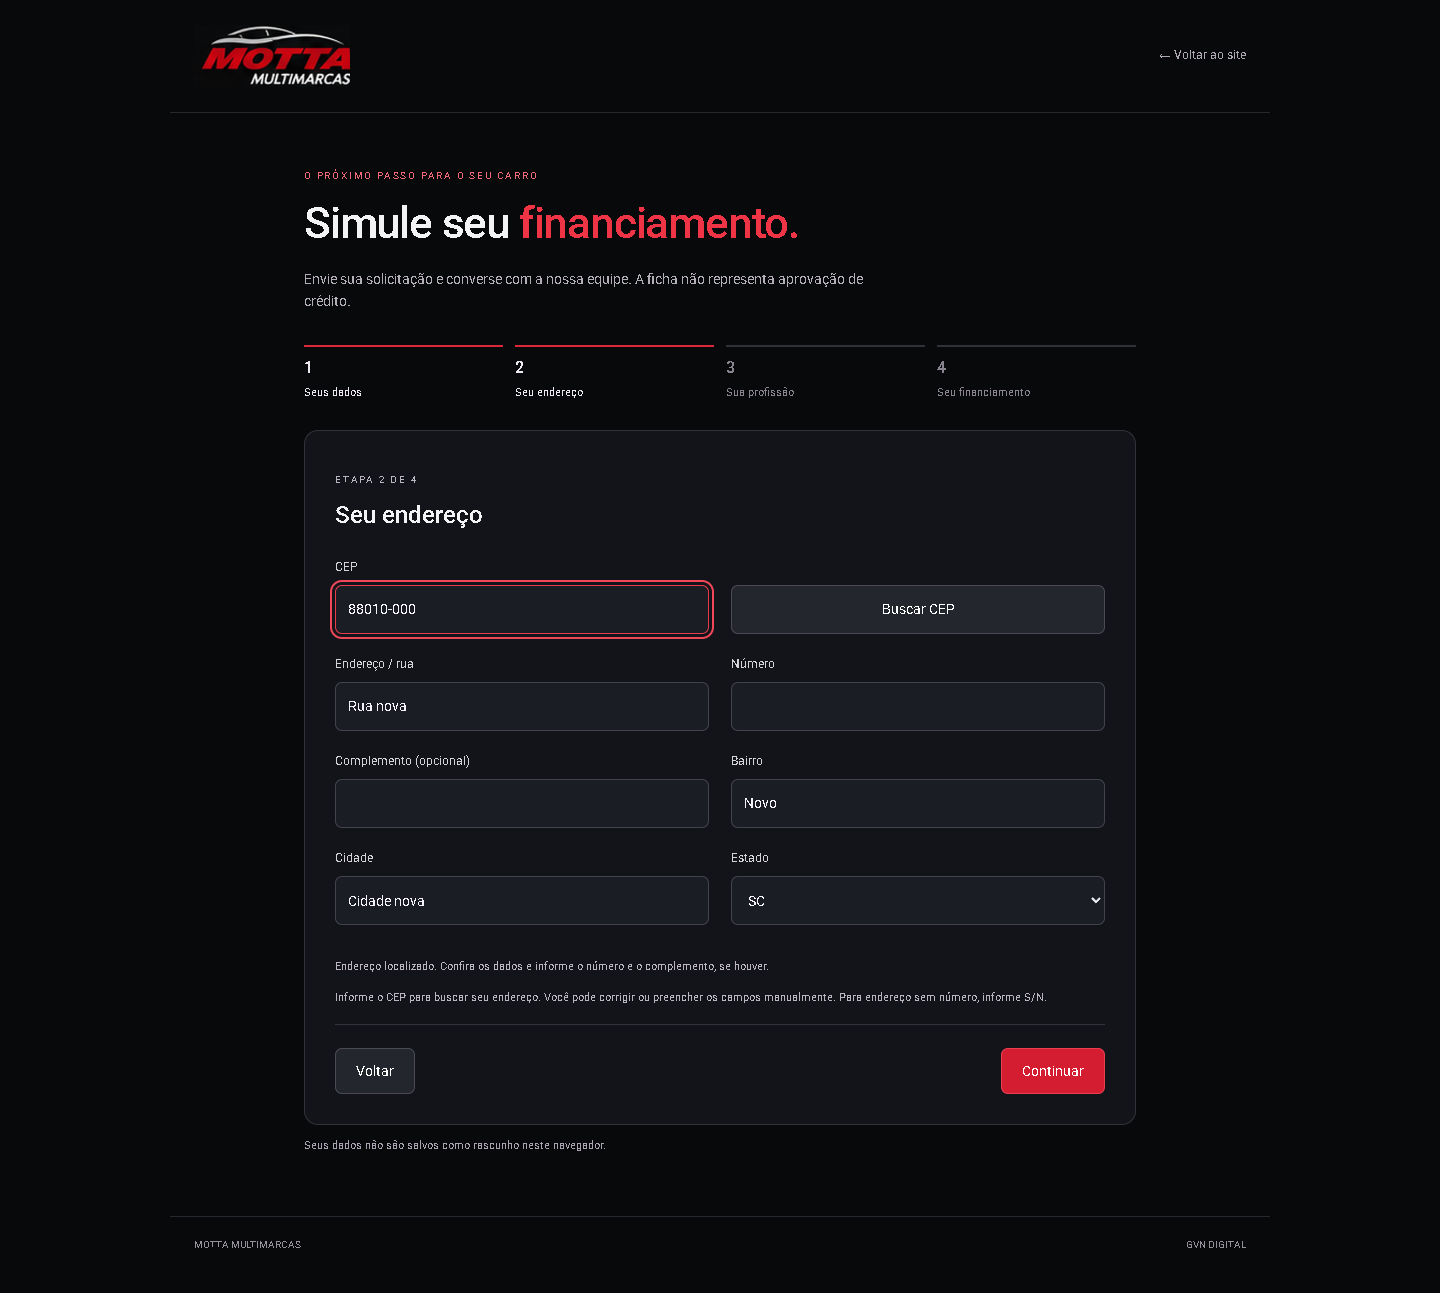 MOTTA
MULTIMARCAS
← Voltar ao site
O PRÓXIMO PASSO PARA O SEU CARRO
Simule seu financiamento.
Envie sua solicitação e converse com a nossa equipe. A ficha não representa aprovação de
crédito.
1
Seus dados
2
Seu endereço
3
Sua profissão
4
Seu financiamento
ETAPA 2 DE 4
Seu endereço
CEP
88010-000
Buscar CEP
Endereço / rua
Número
Rua nova
Complemento (opcional)
Bairro
Novo
Cidade
Estado
Cidade nova
SC
Endereço localizado. Confira os dados e informe o número e o complemento, se houver.
Informe o CEP para buscar seu endereço. Você pode corrigir ou preencher os campos manualmente. Para endereço sem número, informe S/N.
Voltar
Continuar
Seus dados não são salvos como rascunho neste navegador.
MOTTA MULTIMARCAS
GVN DIGITAL